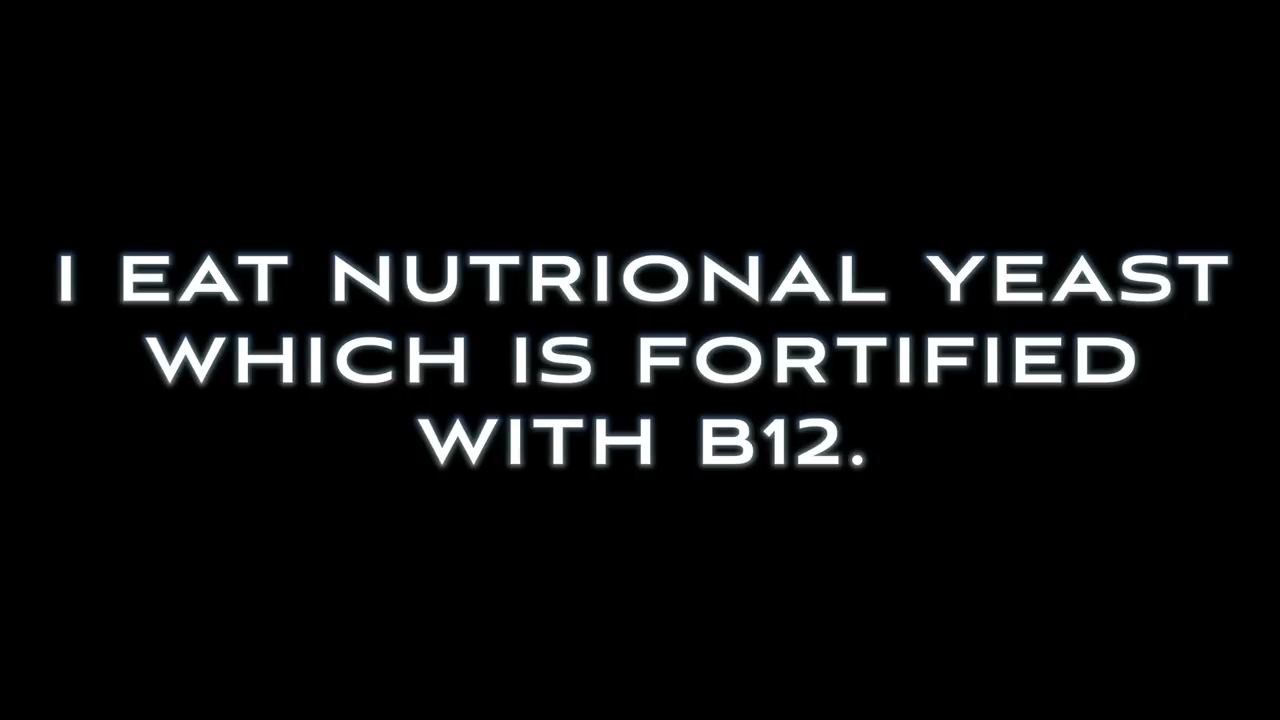 I EAT NUTRIONAL YEAST
WHICH IS FORTIFIED
WITH B12.